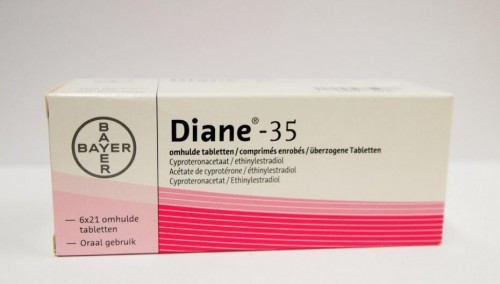 BAYER
BAYER
Diane®-35
omhulde tabletten / comprimés enrobés / überzogene Tabletten
Cyproteronacetaat / ethinylestradiol
Acétate de cyprotérone / éthinylestradiol
Cyproteronacetat / Ethinylestradiol
— 6x21 omhulde
tabletten
— Oraal gebruik